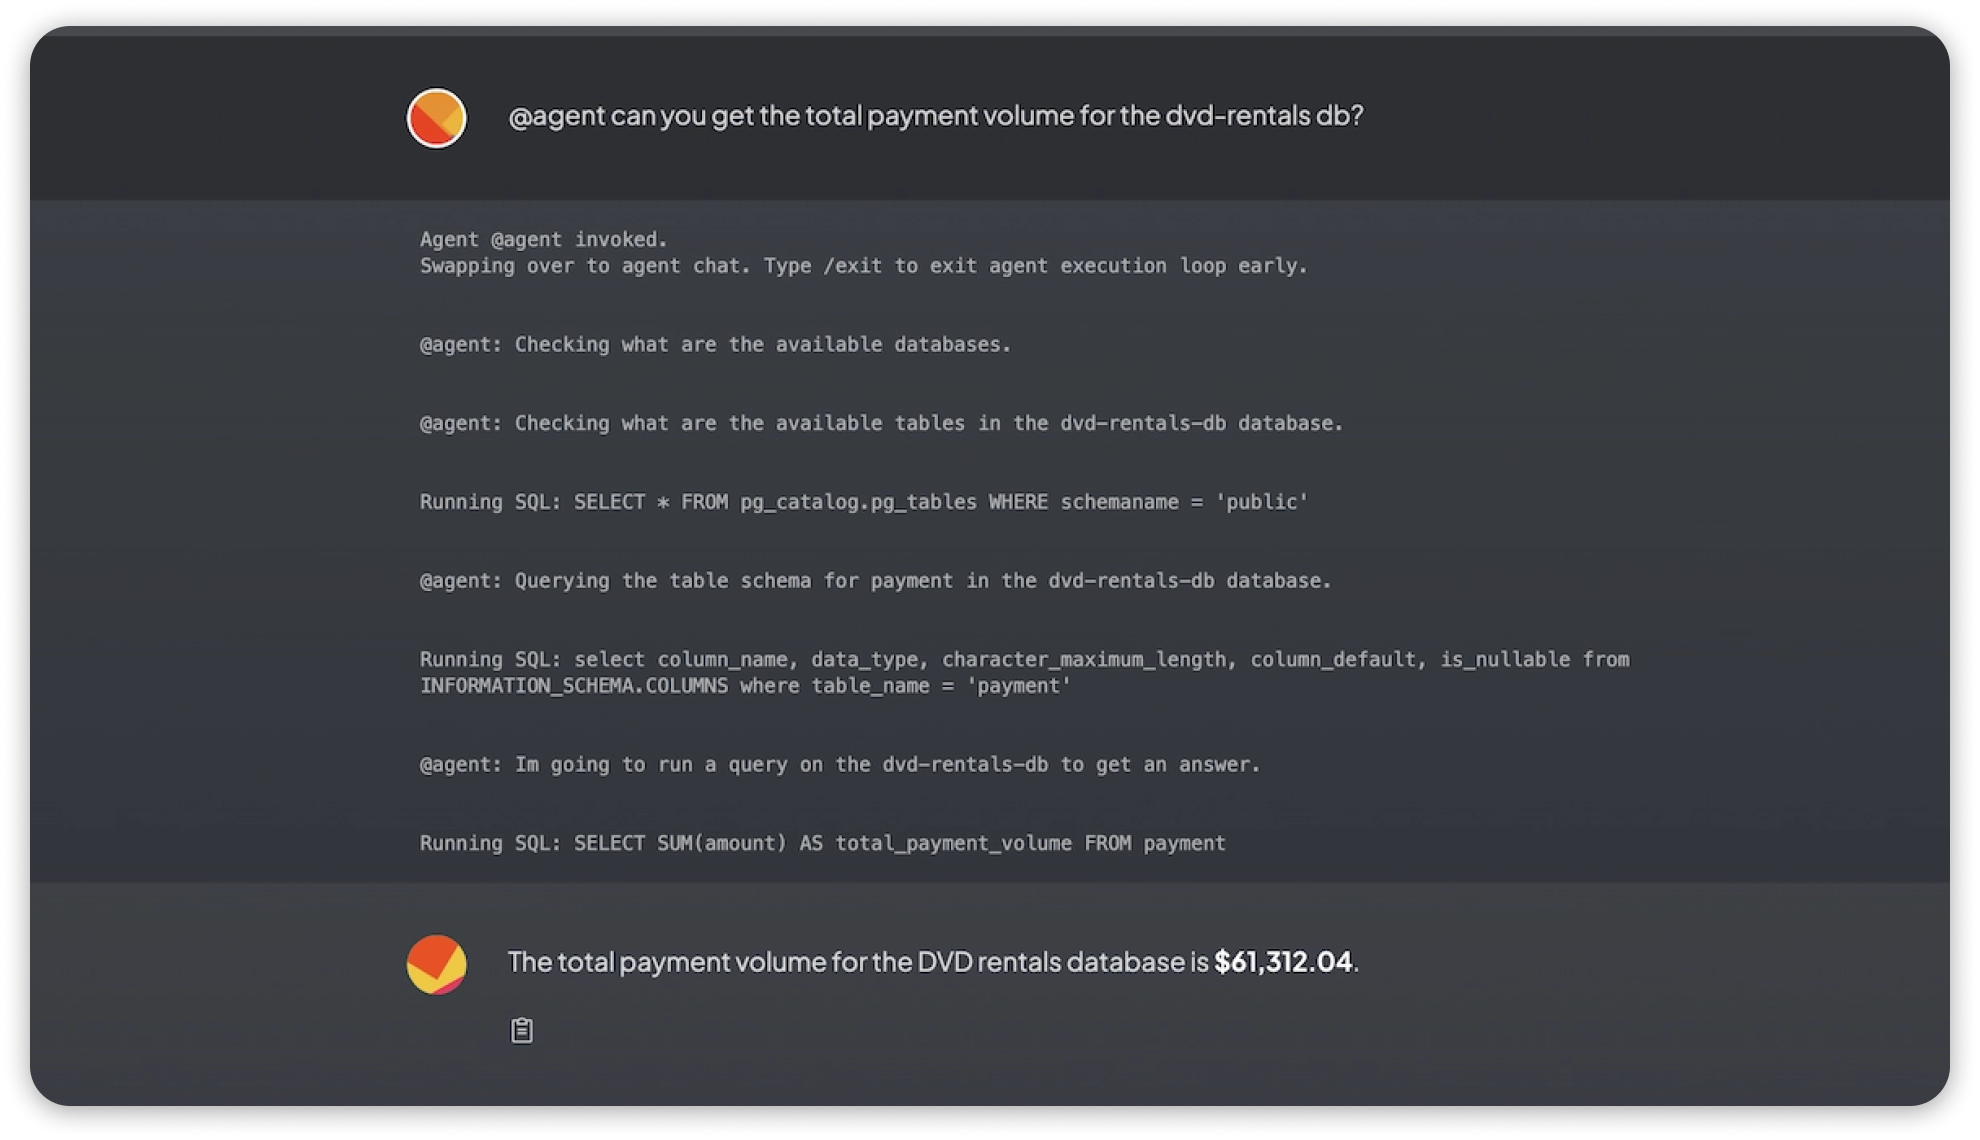 @agent can you get the total payment volume for the dvd-rentals db?
Agent @agent invoked.
Swapping over to agent chat. Type /exit to exit agent execution loop early.
@agent: Checking what are the available databases.
@agent: Checking what are the available tables in the dvd-rentals-db database.
Running SQL: SELECT * FROM pg_catalog.pg_tables WHERE schemaname = 'public'
@agent: Querying the table schema for payment in the dvd-rentals-db database.
Running SQL: select column_name, data_type, character_maximum_length, column_default, is_nullable from
INFORMATION_SCHEMA.COLUMNS where table_name = 'payment'
@agent: Im going to run a query on the dvd-rentals-db to get an answer.
Running SQL: SELECT SUM(amount) AS total_payment_volume FROM payment
The total payment volume for the DVD rentals database is $61,312.04.